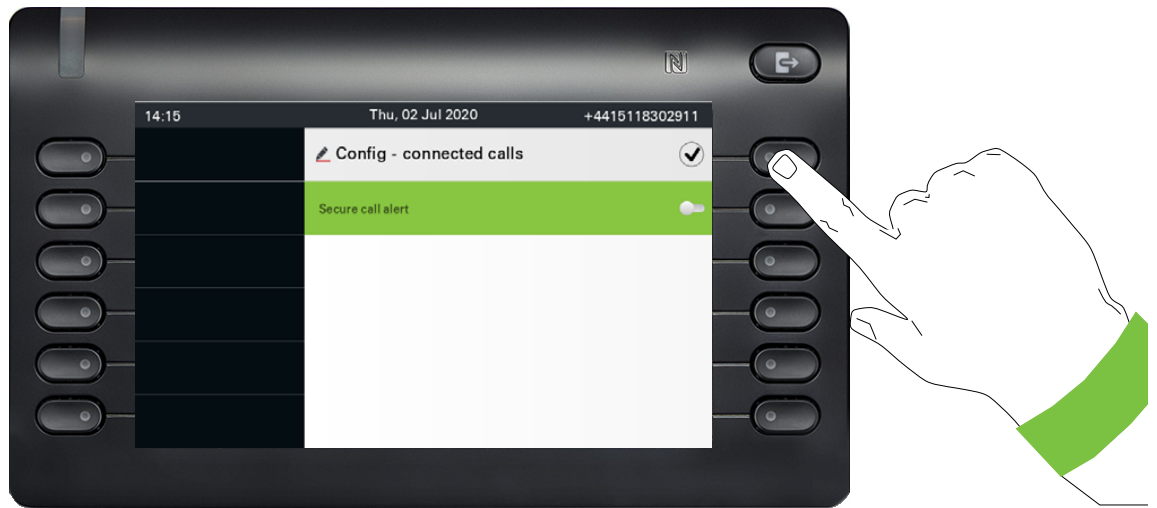 14:15 Thu, 02 Jul 2020 +4415118302911
Config - connected calls
Secure call alert